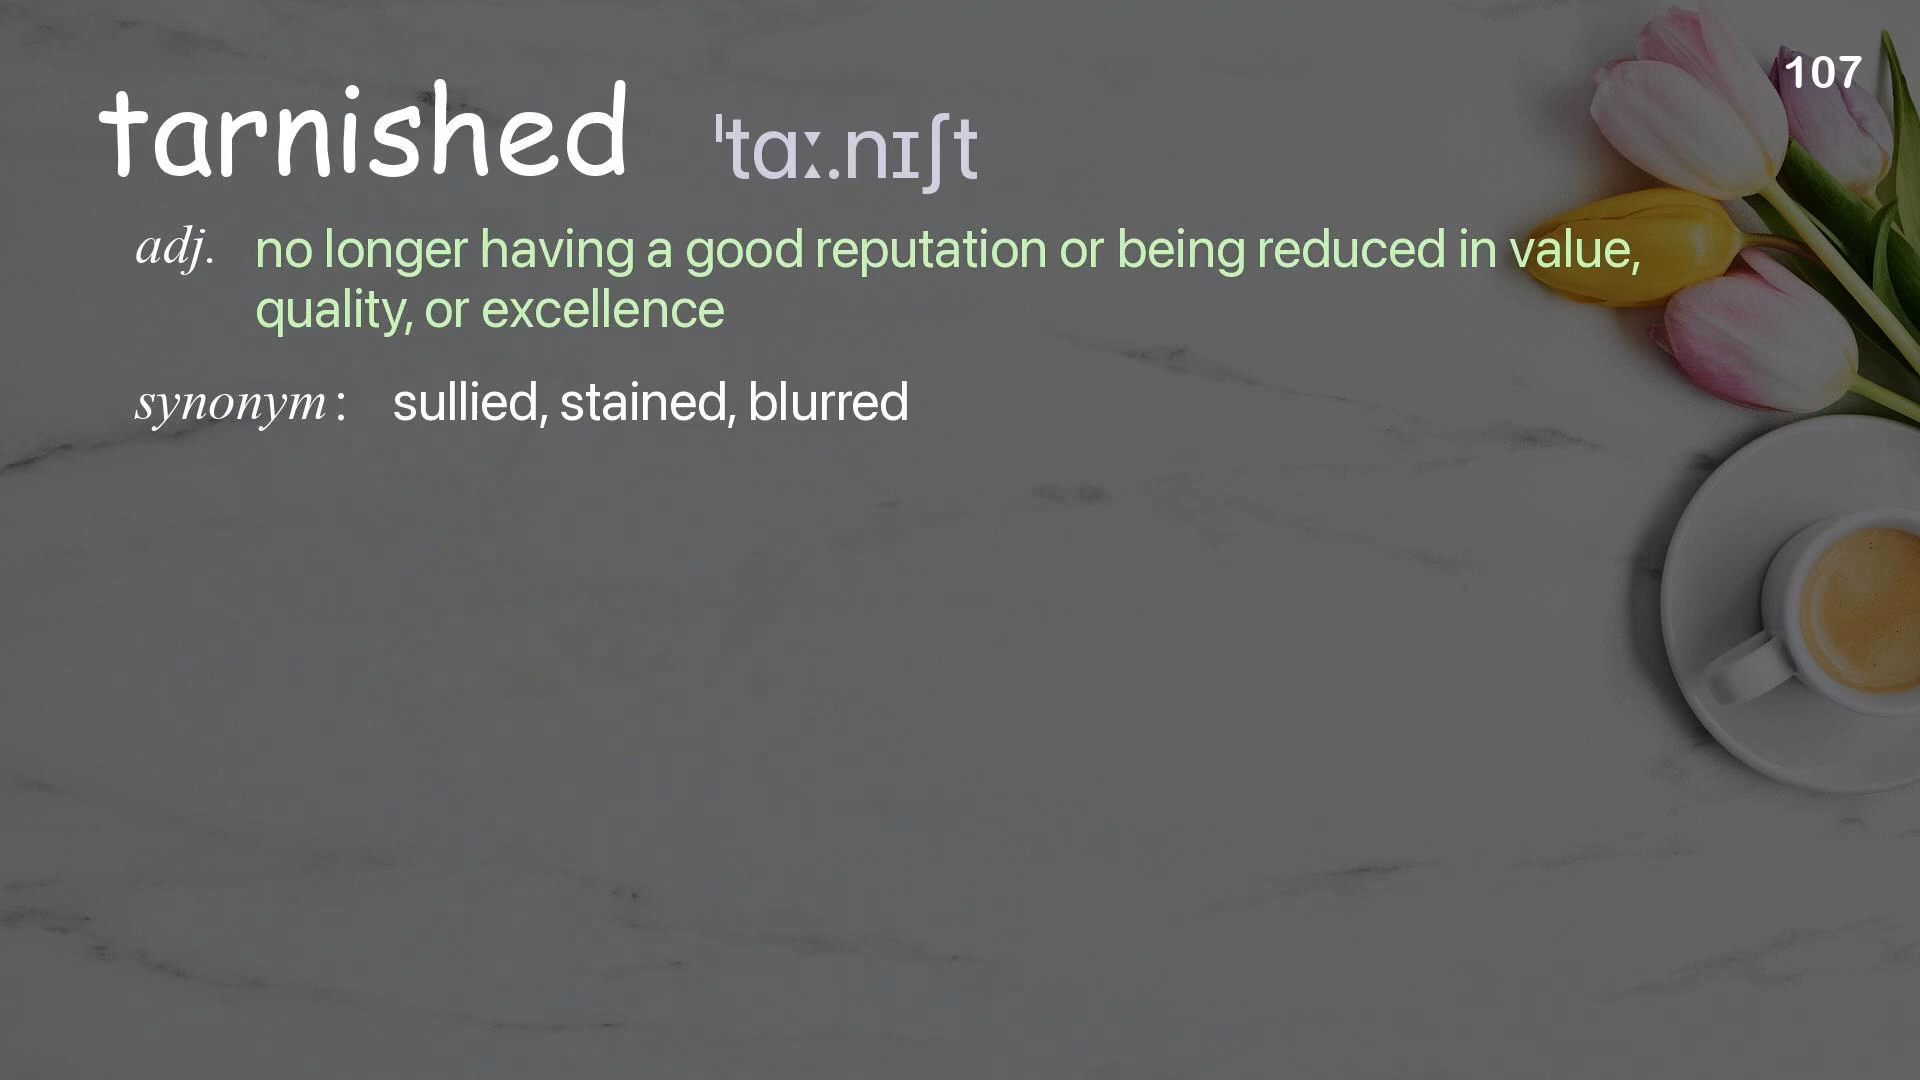 107
tarnished ˈtɑː.nɪʃt
adj. no longer having a good reputation or being reduced in value,
quality, or excellence
synonym: sullied, stained, blurred